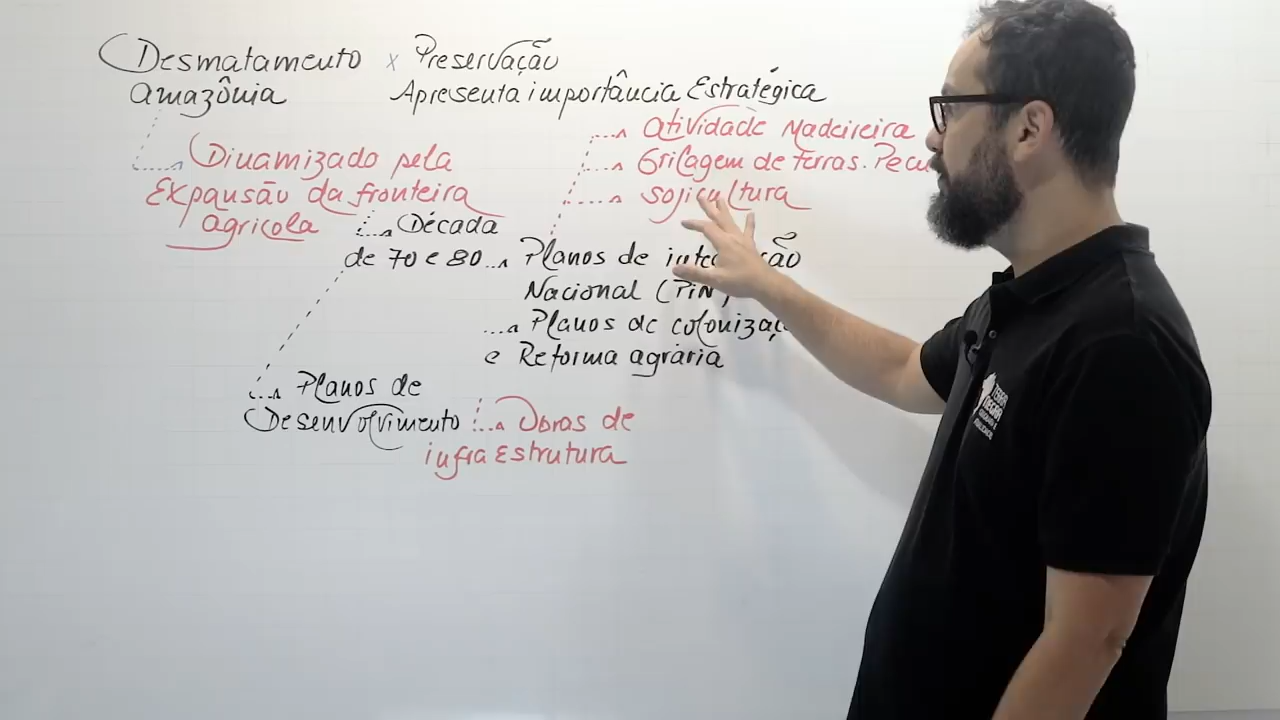 Desmatamento x Preservação
Amazônia
Apresenta importância Estratégica
Atividade Madeireira
Grilagem de terras. Pecu
Sojicultura
Dinamizado pela
Expansão da fronteira
Agrícola
Década
de 70 e 80
Planos de integração
Nacional (PIN)
Planos de colonizaç
e Reforma agrária
Planos de
Desenvolvimento
Obras de
infra Estrutura